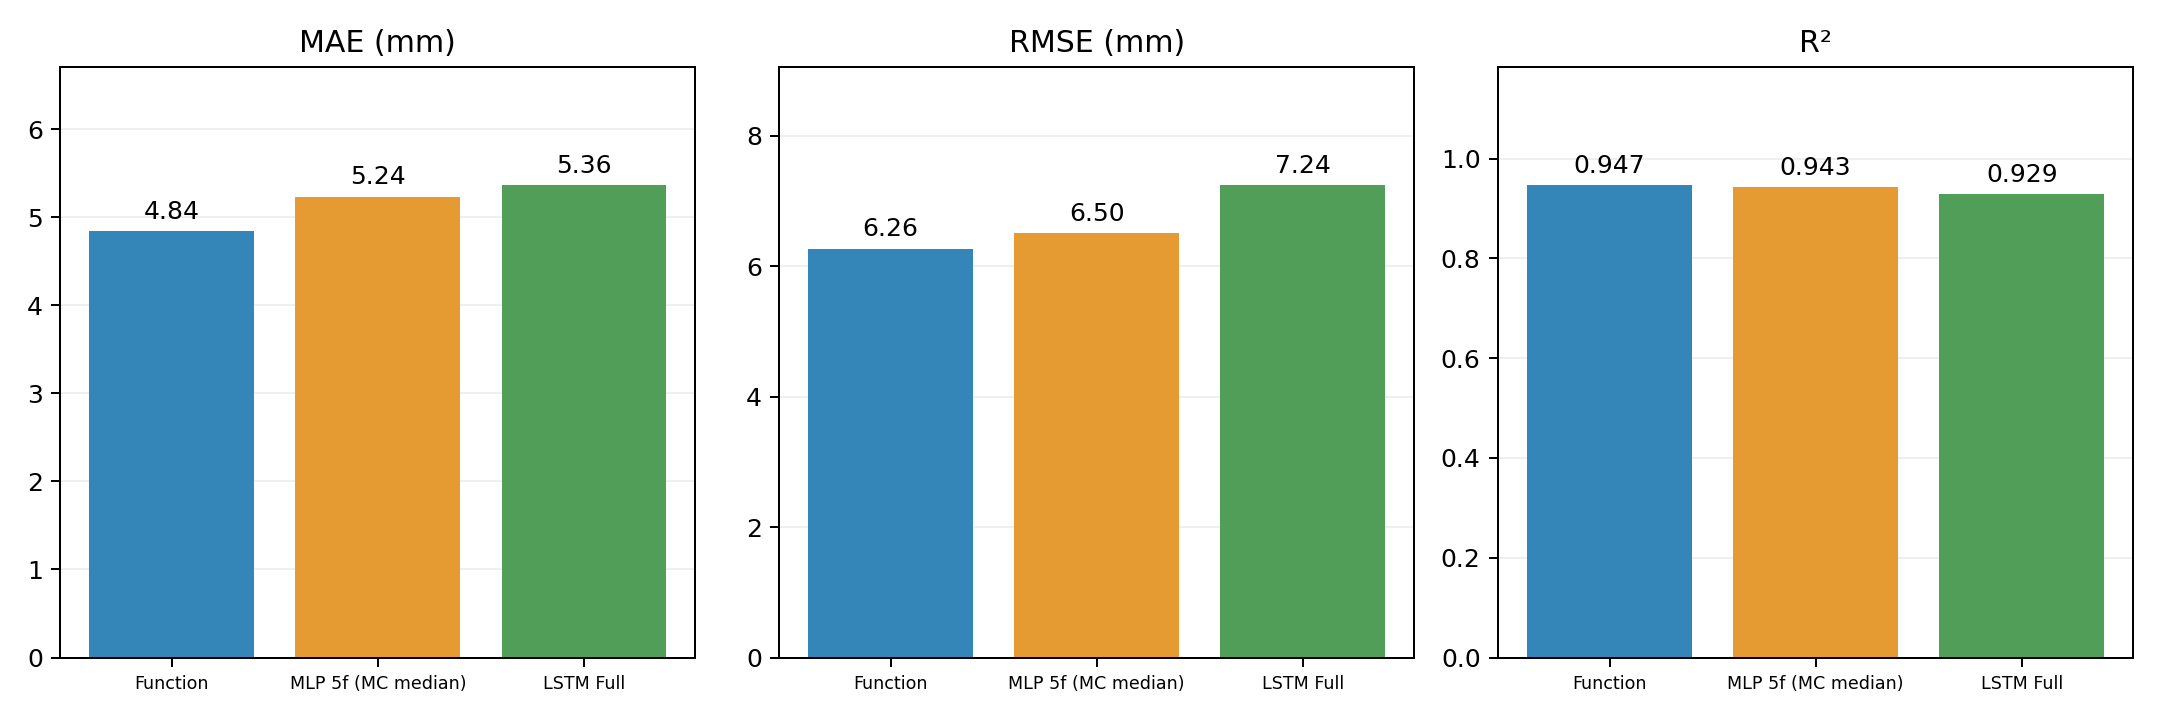 MAE (mm)
6
5
4
3
2
1
0
4.84
5.24
5.36
Function
MLP 5f (MC median)
LSTM Full
RMSE (mm)
8
6
4
2
0
6.26
6.50
7.24
Function
MLP 5f (MC median)
LSTM Full
R²
1.0
0.8
0.6
0.4
0.2
0.0
0.947
0.943
0.929
Function
MLP 5f (MC median)
LSTM Full